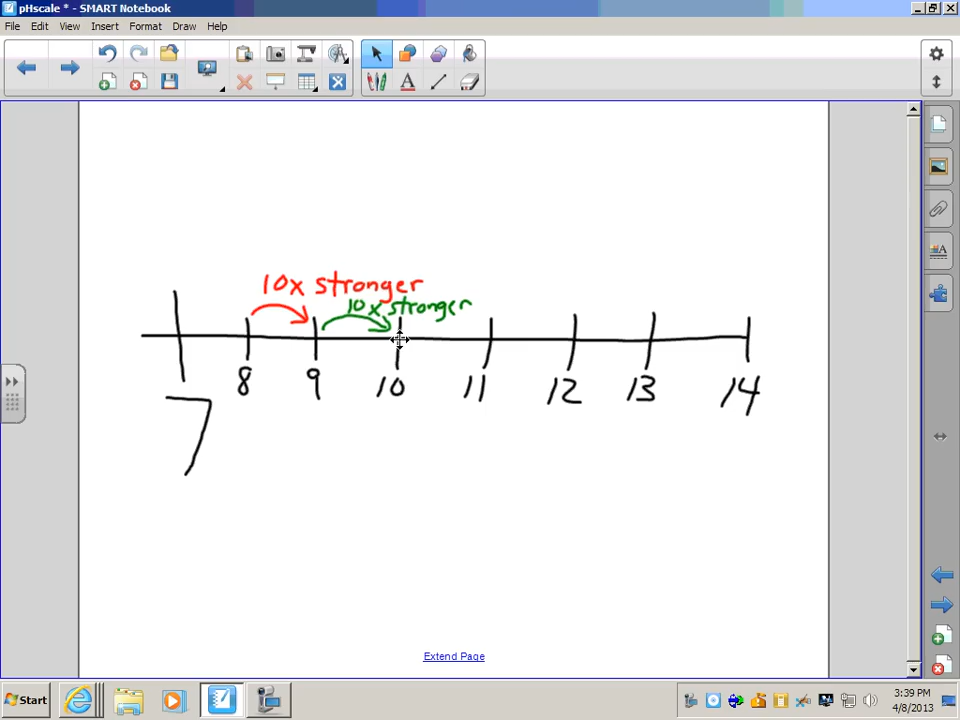 pHscale * - SMART Notebook
File Edit View Insert Format Draw Help
10x stronger
10x stronger
8 9 10 11 12 13 14
7
Extend Page
Start
3:39 PM
4/8/2013